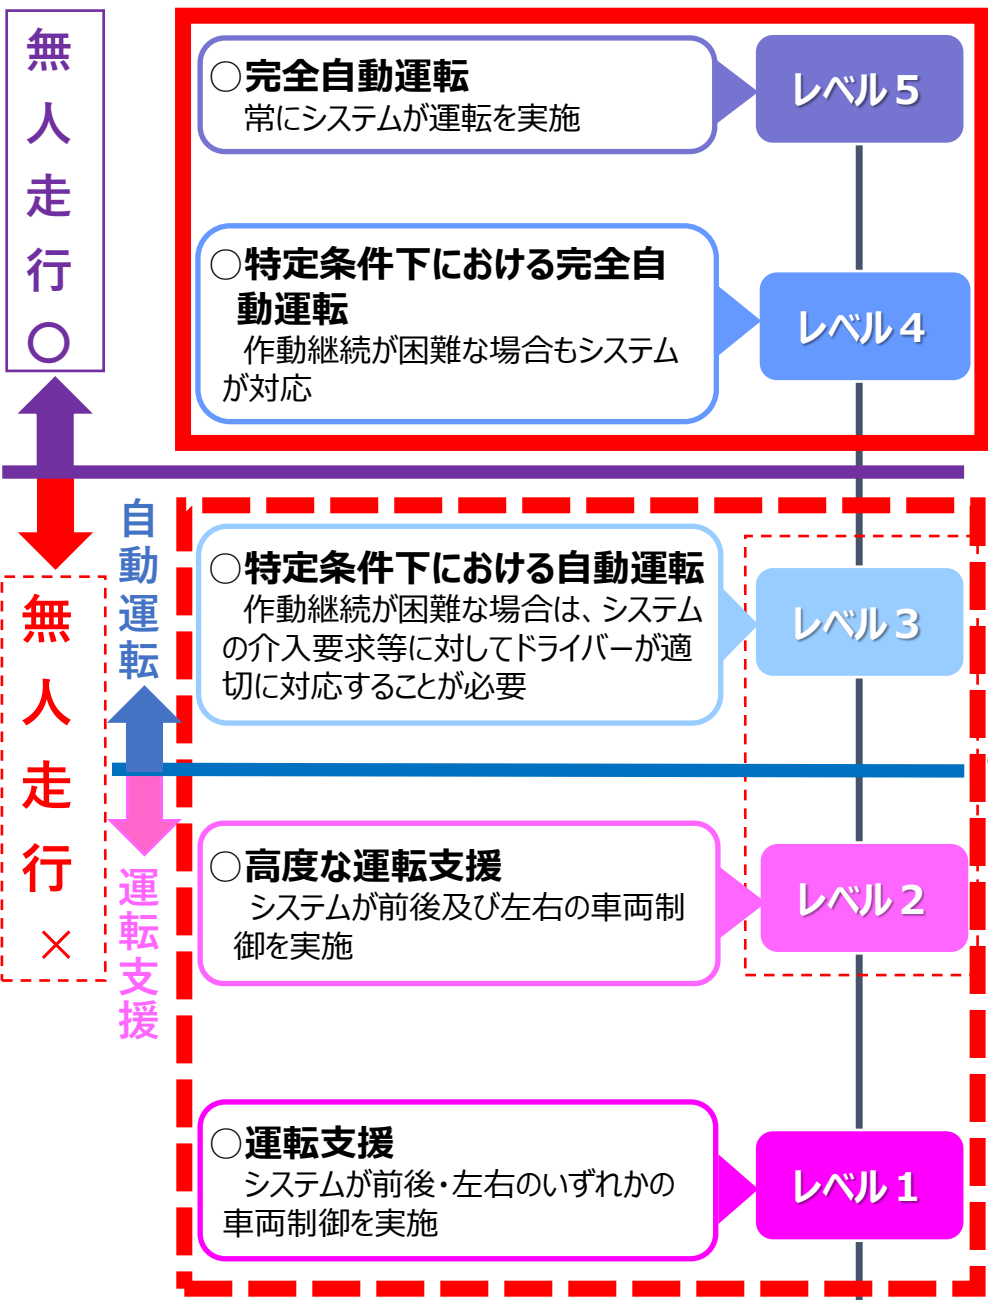 無人走行○
○完全自動運転
常にシステムが運転を実施
レベル５
○特定条件下における完全自
動運転
作動継続が困難な場合もシステム
が対応
レベル４
無人走行×
自動運転
○特定条件下における自動運転
作動継続が困難な場合は、システム
の介入要求等に対してドライバーが適
切に対応することが必要
レベル３
運転支援
○高度な運転支援
システムが前後及び左右の車両制
御を実施
レベル２
○運転支援
システムが前後・左右のいずれかの
車両制御を実施
レベル１